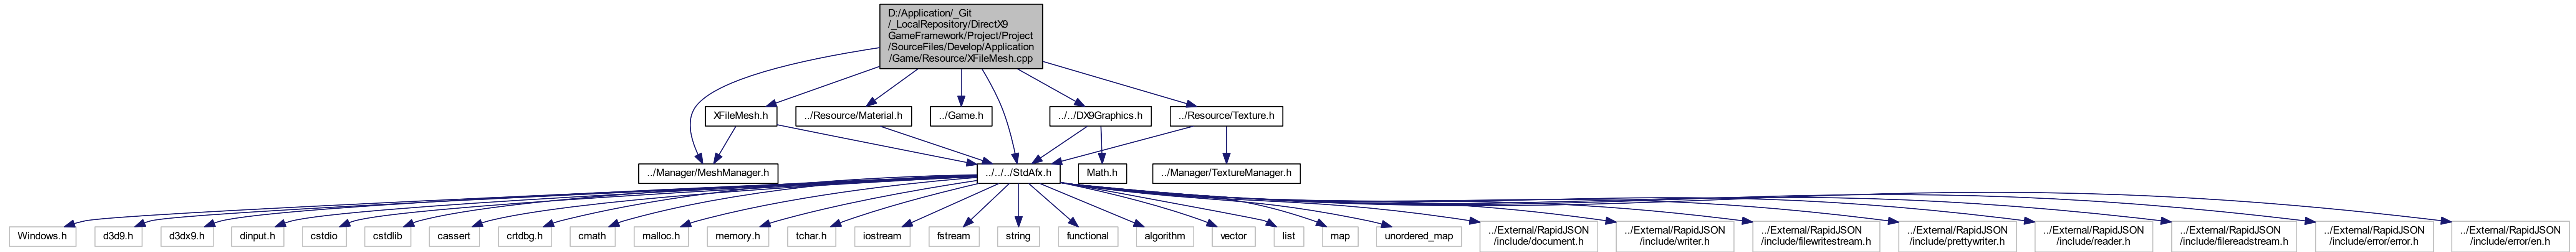 D:/Application/_Git
/_LocalRepository/DirectX9
GameFramework/Project/Project
/SourceFiles/Develop/Application
/Game/Resource/XFileMesh.cpp
XFileMesh.h
../Resource/Material.h
../Game.h
../../DX9Graphics.h
../Resource/Texture.h
../Manager/MeshManager.h
../../../StdAfx.h
Math.h
../Manager/TextureManager.h
Windows.h
d3d9.h
d3dx9.h
dinput.h
cstdio
cstdlib
cassert
crtdbg.h
cmath
malloc.h
memory.h
tchar.h
iostream
fstream
string
functional
algorithm
vector
list
map
unordered_map
../External/RapidJSON
/include/document.h
../External/RapidJSON
/include/writer.h
../External/RapidJSON
/include/filewritestream.h
../External/RapidJSON
/include/prettywriter.h
../External/RapidJSON
/include/reader.h
../External/RapidJSON
/include/filereadstream.h
../External/RapidJSON
/include/error/error.h
../External/RapidJSON
/include/error/en.h